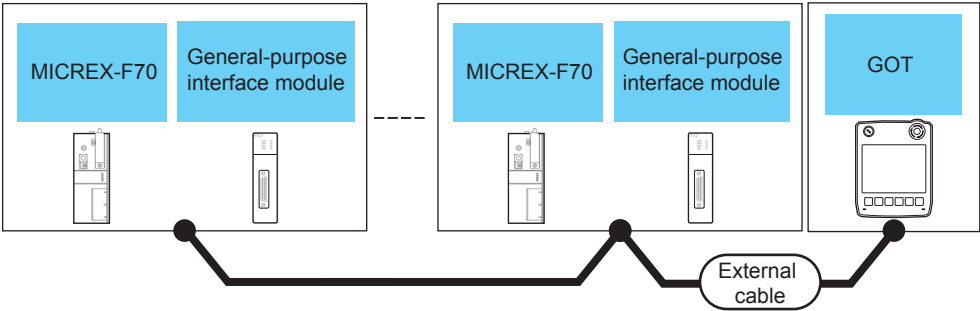 MICREX-F70
General-purpose
interface module
MICREX-F70
General-purpose
interface module
GOT
External
cable